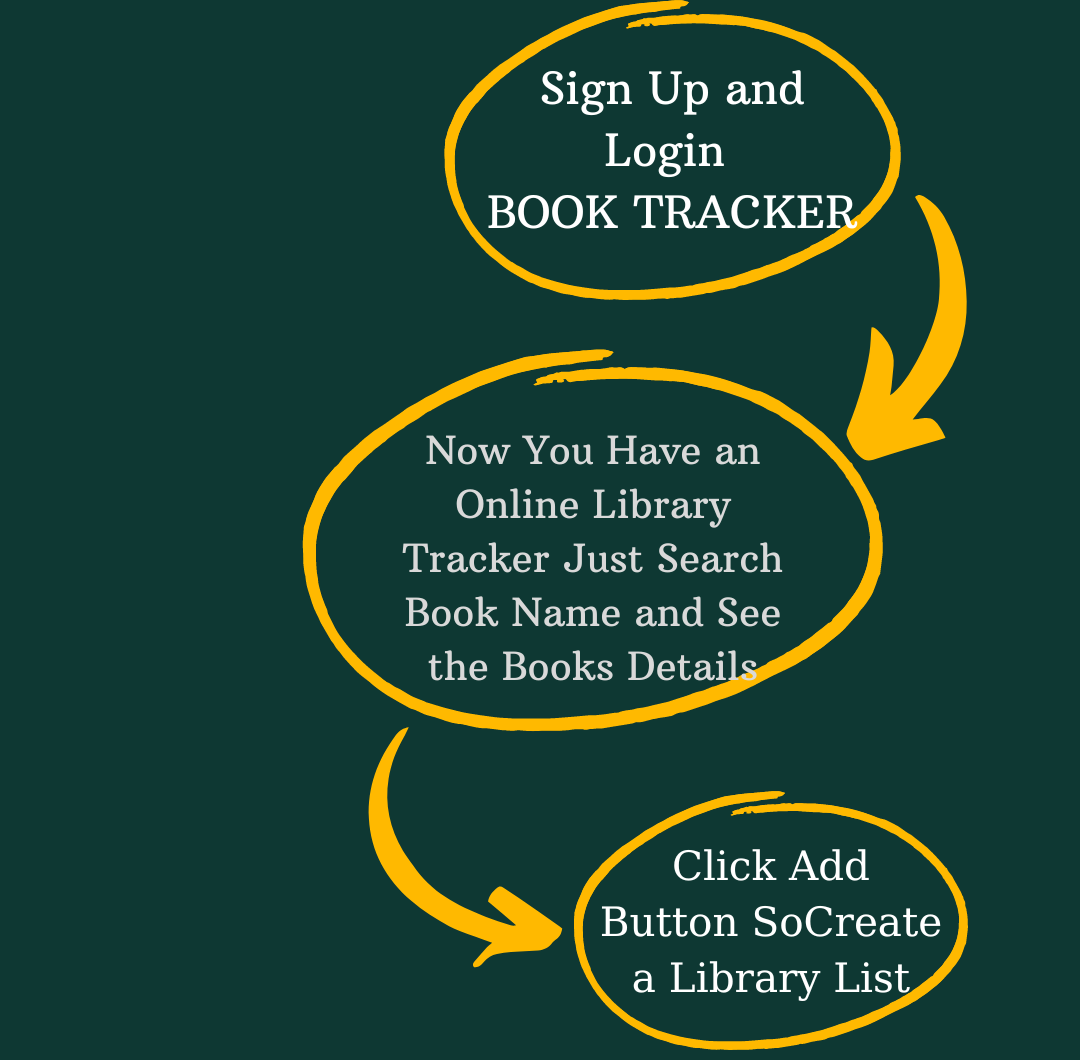 Sign Up and
Login
BOOK TRACKER
Now You Have an
Online Library
Tracker Just Search
Book Name and See
the Books Details
Click Add
Button SoCreate
a Library List